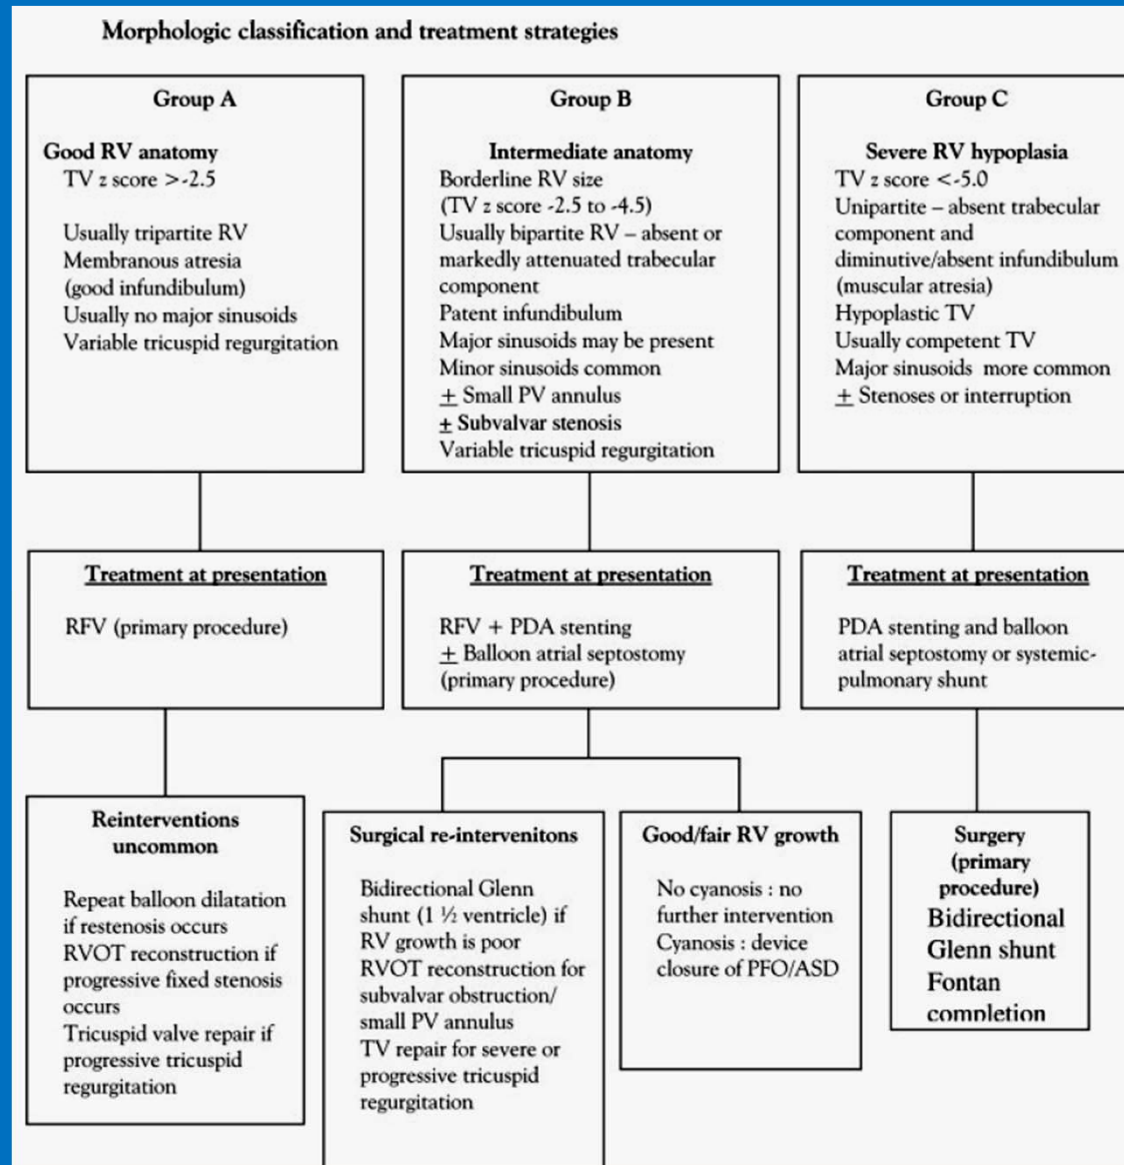 Morphologic classification and treatment strategies
Group A
Good RV anatomy
TV z score >-2.5
Usually tripartite RV
Membranous atresia
(good infundibulum)
Usually no major sinusoids
Variable tricuspid regurgitation
Group B
Intermediate anatomy
Borderline RV size
(TV z score -2.5 to -4.5)
Usually bipartite RV – absent or
markedly attenuated trabecular
component
Patent infundibulum
Major sinusoids may be present
Minor sinusoids common
± Small PV annulus
± Subvalvar stenosis
Variable tricuspid regurgitation
Group C
Severe RV hypoplasia
TV z score <-5.0
Unipartite – absent trabecular
component and
diminutive/absent infundibulum
(muscular atresia)
Hypoplastic TV
Usually competent TV
Major sinusoids more common
± Stenoses or interruption
Treatment at presentation
RFV (primary procedure)
Treatment at presentation
RFV + PDA stenting
± Balloon atrial septostomy
(primary procedure)
Treatment at presentation
PDA stenting and balloon
atrial septostomy or systemic-
pulmonary shunt
Reinterventions
uncommon
Repeat balloon dilatation
if restenosis occurs
RVOT reconstruction if
progressive fixed stenosis
occurs
Tricuspid valve repair if
progressive tricuspid
regurgitation
Surgical re-intervenitons
Bidirectional Glenn
shunt (1 ½ ventricle) if
RV growth is poor
RVOT reconstruction for
subvalvar obstruction/
small PV annulus
TV repair for severe or
progressive tricuspid
regurgitation
Good/fair RV growth
No cyanosis : no
further intervention
Cyanosis : device
closure of PFO/ASD
Surgery
(primary
procedure)
Bidirectional
Glenn shunt
Fontan
completion